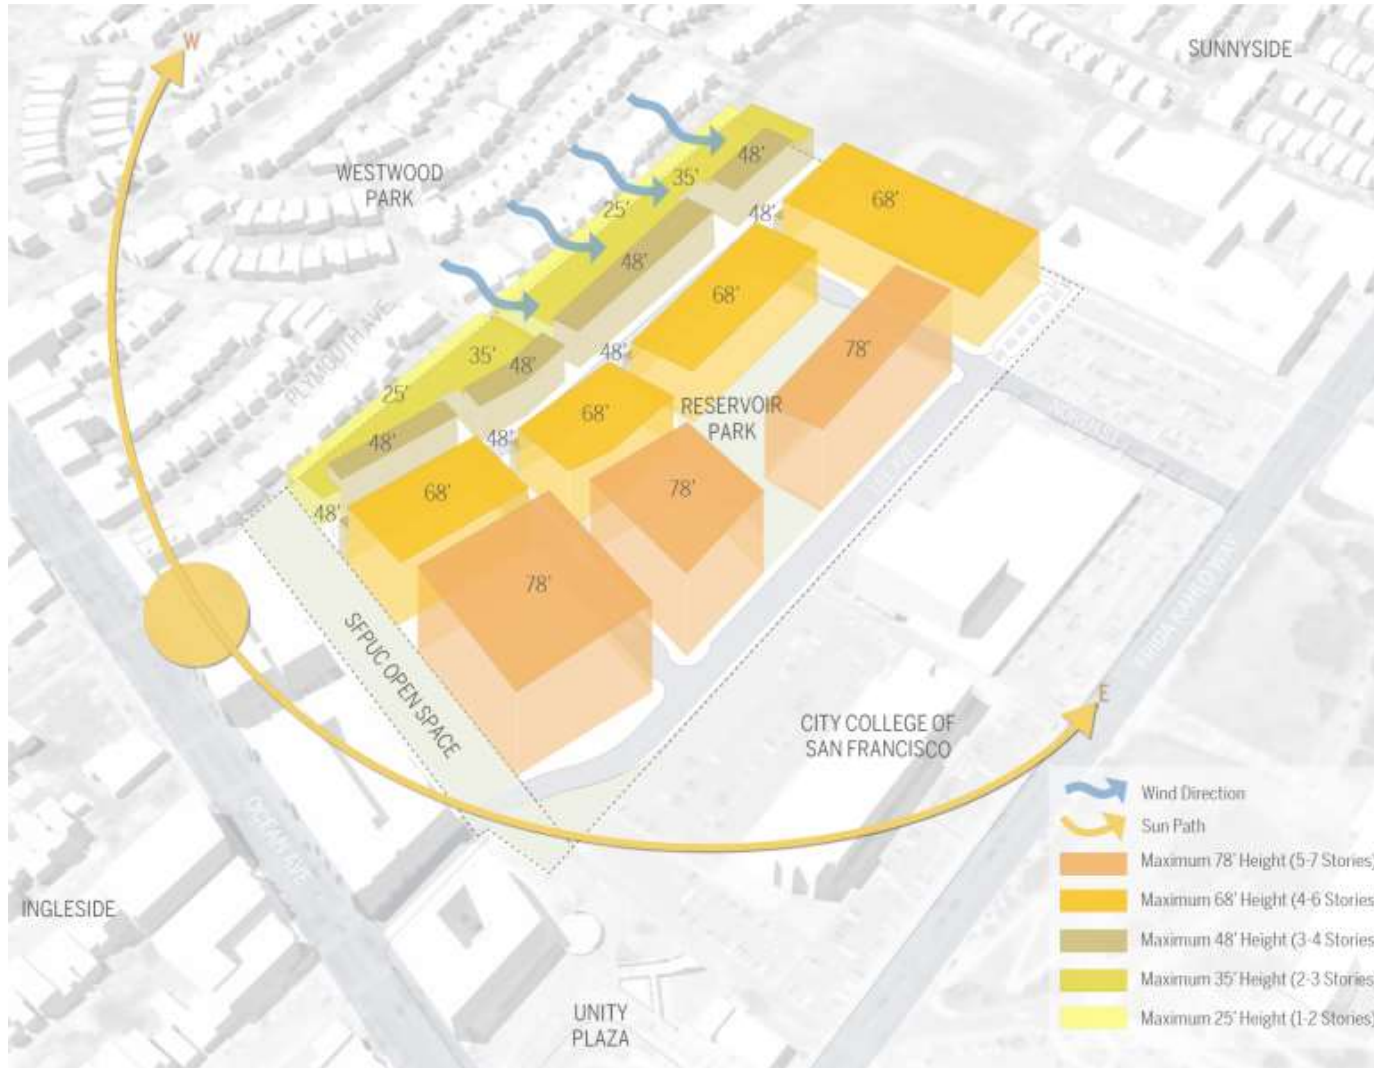 W
SUNNYSIDE
WESTWOOD
PARK
48'
35'
25'
48'
68'
48'
68'
PLYMOUTH AVE
35'
48'
48'
78'
25'
68'
RESERVOIR
PARK
48'
48'
68'
78'
48'
78'
FRIDA KAHLO WAY
SFPUC OPEN SPACE
E
CITY COLLEGE OF
SAN FRANCISCO
OCEAN AVE
INGLESIDE
UNITY
PLAZA
Wind Direction
Sun Path
Maximum 78' Height (5-7 Stories)
Maximum 68' Height (4-6 Stories
Maximum 48' Height (3-4 Stories
Maximum 35' Height (2-3 Stories
Maximum 25' Height (1-2 Stories)